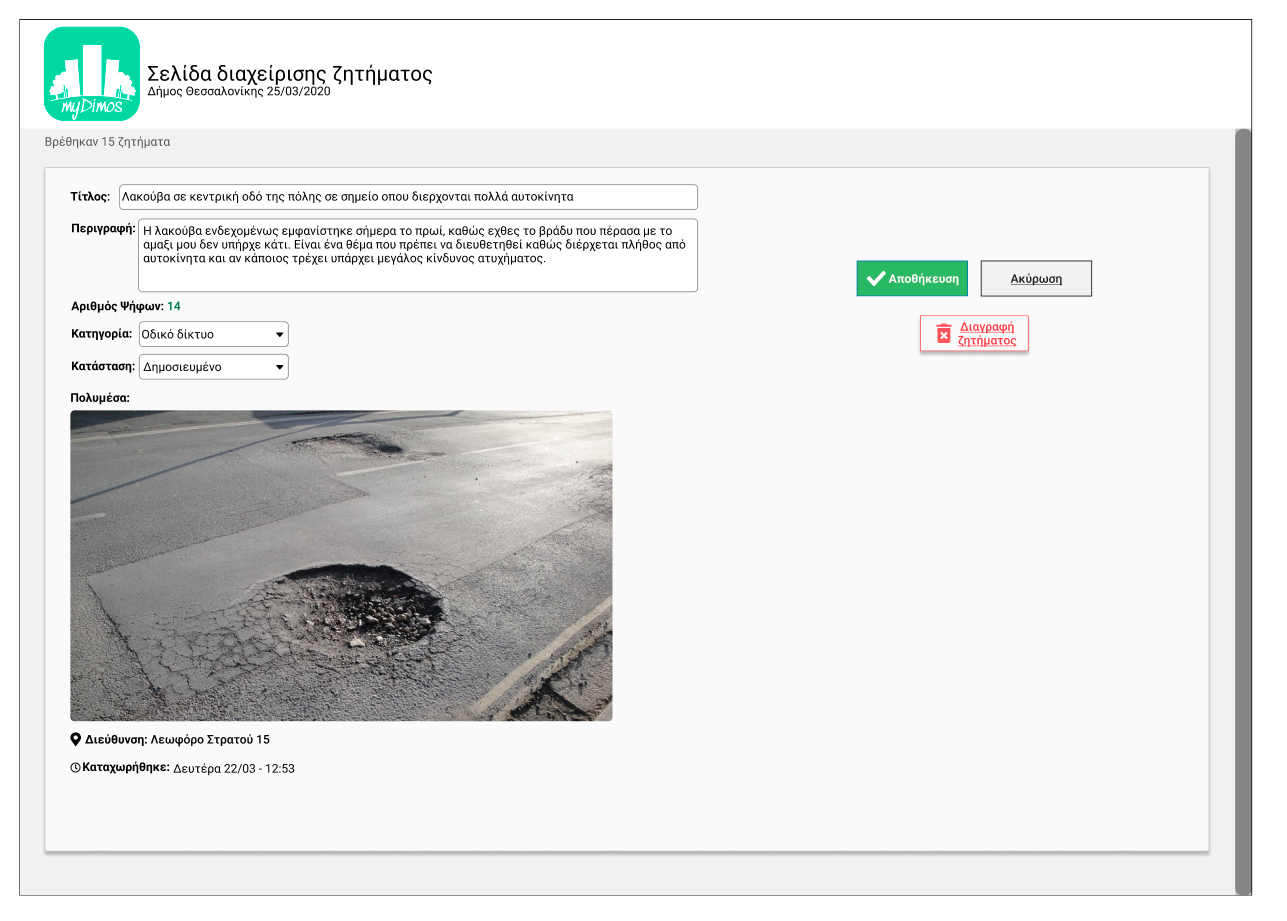 myDimos
Σελίδα διαχείρισης ζητήματος
Δήμος Θεσσαλονίκης 25/03/2020
Βρέθηκαν 15 ζητήματα
Τίτλος: Λακούβα σε κεντρική οδό της πόλης σε σημείο οπου διερχονται πολλά αυτοκίνητα
Περιγραφή: Η λακούβα ενδεχομένως εμφανίστηκε σήμερα το πρωί, καθώς εχθες το βράδυ που πέρασα με το
αμαξι μου δεν υπήρχε κάτι. Είναι ένα θέμα που πρέπει να διευθετηθεί καθώς διέρχεται πλήθος από
αυτοκίνητα και αν κάποιος τρέχει υπάρχει μεγάλος κίνδυνος ατυχήματος.
Αποθήκευση
Ακύρωση
Διαγραφή
ζητήματος
Αριθμός Ψήφων: 14
Κατηγορία: Οδικό δίκτυο
Κατάσταση: Δημοσιευμένο
Πολυμέσα:
Διεύθυνση: Λεωφόρο Στρατού 15
Καταχωρήθηκε: Δευτέρα 22/03 - 12:53